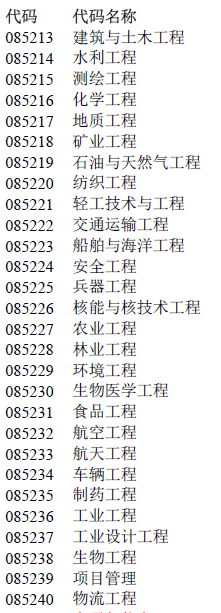 代码 代码名称
085213 建筑与土木工程
085214 水利工程
085215 测绘工程
085216 化学工程
085217 地质工程
085218 矿业工程
085219 石油与天然气工程
085220 纺织工程
085221 轻工技术与工程
085222 交通运输工程
085223 船舶与海洋工程
085224 安全工程
085225 兵器工程
085226 核能与核技术工程
085227 农业工程
085228 林业工程
085229 环境工程
085230 生物医学工程
085231 食品工程
085232 航空工程
085233 航天工程
085234 车辆工程
085235 制药工程
085236 工业工程
085237 工业设计工程
085238 生物工程
085239 项目管理
085240 物流工程